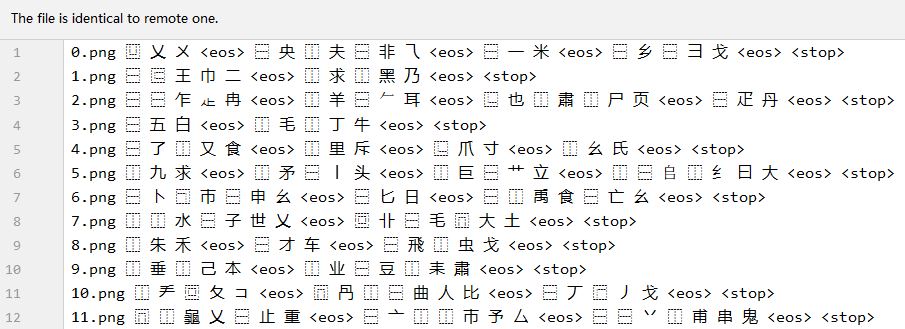 The file is identical to remote one.
1 0.png ⿶ 乂 㐅 <eos> ⿱ 央 ⿰ 夫 ⿱ 非 ⺄ <eos> ⿱ 一 米 <eos> ⿱ 乡 ⿱ 彐 戈 <eos> <stop>
2 1.png ⿱ ⿷ 王 巾 二 <eos> ⿰ 求 ⿰ 黑 乃 <eos> <stop>
3 2.png ⿱ ⿱ 乍 龰 冉 <eos> ⿰ 羊 ⿱ 𠂉 耳 <eos> ⿺ 也 ⿰ 肅 ⿰ 尸 页 <eos> ⿱ 疋 丹 <eos> <stop>
4 3.png ⿱ 五 白 <eos> ⿰ 毛 ⿰ 丁 牛 <eos> <stop>
5 4.png ⿱ 了 ⿰ 又 食 <eos> ⿰ 里 斥 <eos> ⿺ 爪 寸 <eos> ⿰ 幺 氏 <eos> <stop>
6 5.png ⿰ 九 求 <eos> ⿰ 矛 ⿱ 丨 头 <eos> ⿰ 巨 ⿱ 艹 立 <eos> ⿰ ⿱ 𠂤 ⿰ 纟 日 大 <eos> <stop>
7 6.png ⿱ 卜 ⿵ 市 ⿱ 申 幺 <eos> ⿱ 匕 日 <eos> ⿱ ⿰ 禹 食 ⿱ 亡 幺 <eos> <stop>
8 7.png ⿰ ⿰ 水 ⿱ 子 世 乂 <eos> ⿴ 卝 ⿱ 毛 ⿵ 大 土 <eos> <stop>
9 8.png ⿰ 朱 禾 <eos> ⿱ 才 车 <eos> ⿱ 飛 ⿰ 虫 戈 <eos> <stop>
10 9.png ⿰ 垂 ⿰ 己 本 <eos> ⿰ 业 ⿱ 豆 ⿰ 耒 肅 <eos> <stop>
11 10.png ⿰ 龵 ⿴ 夂 コ <eos> ⿵ 冄 ⿰ ⿱ 曲 人 比 <eos> ⿱ 丆 ⿸ 丿 戈 <eos> <stop>
12 11.png ⿵ ⿰ 龜 乂 ⿱ 止 重 <eos> ⿱ 亠 ⿰ ⿰ 市 予 厶 <eos> ⿱ ⿱ 丷 ⿰ 甫 串 鬼 <eos> <stop>